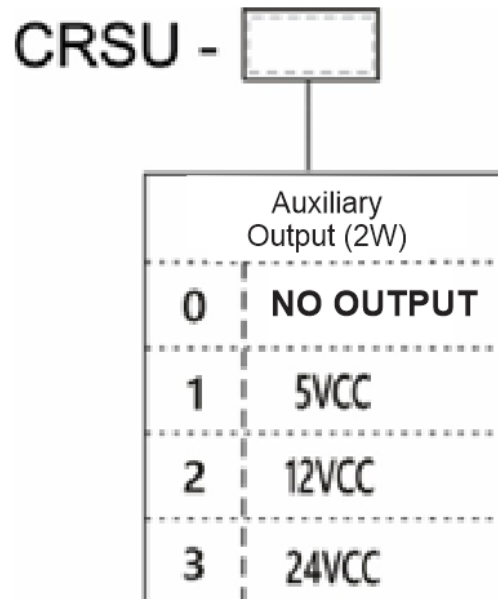 CRSU -
Auxiliary
Output (2W)
0 NO OUTPUT
1 5VCC
2 12VCC
3 24VCC